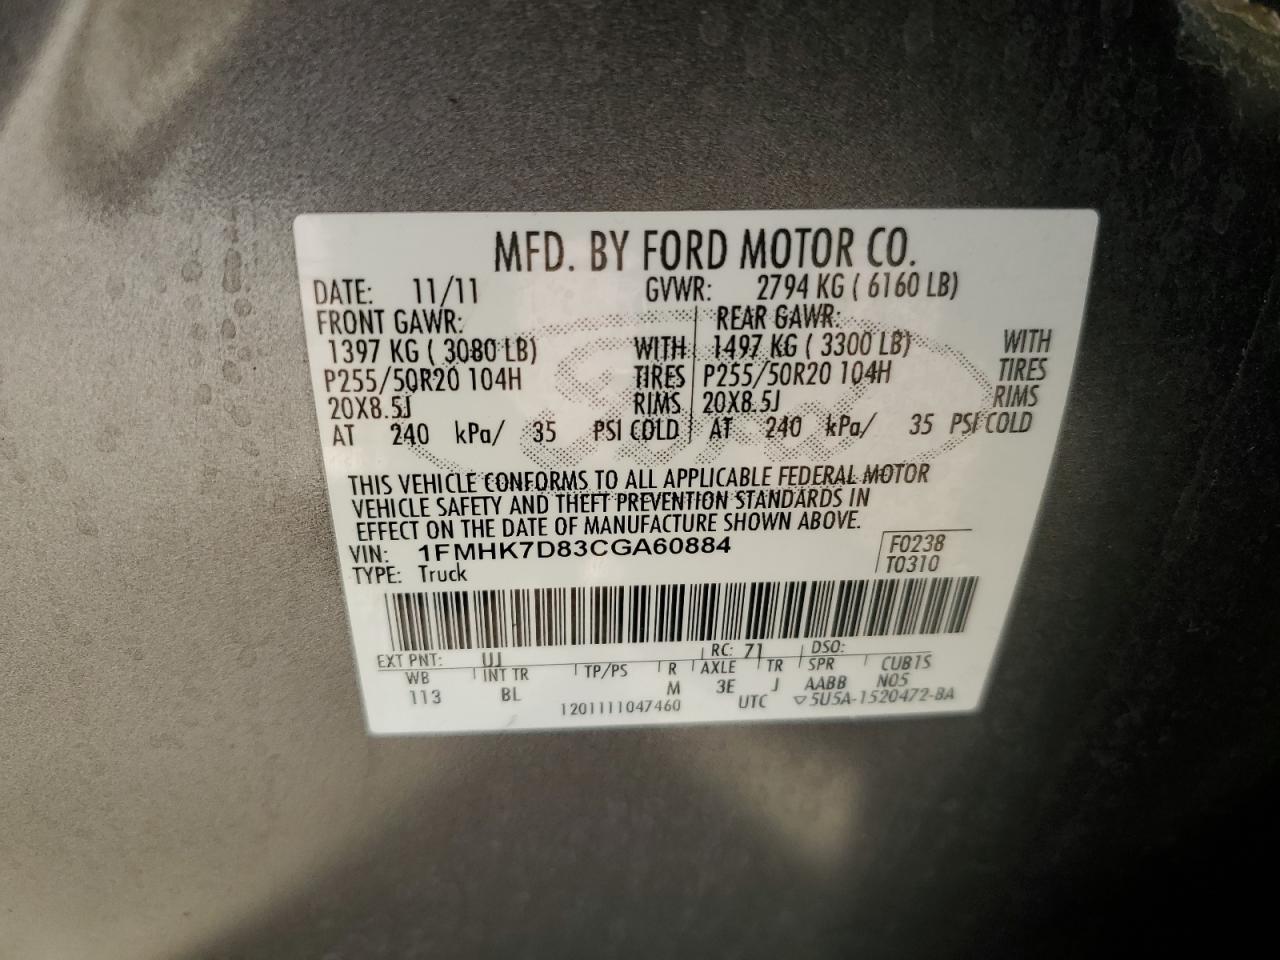 MFD. BY FORD MOTOR CO.
DATE: 11/11 GVWR: 2794 KG ( 6160 LB)
FRONT GAWR: REAR GAWR:
1397 KG ( 3080 LB) WITH 1497 KG ( 3300 LB) WITH
P255/50R20 104H TIRES P255/50R20 104H TIRES
20X8.5J RIMS 20X8.5J RIMS
AT 240 kPa/ 35 PSI COLD AT 240 kPa/ 35 PSI COLD
THIS VEHICLE CONFORMS TO ALL APPLICABLE FEDERAL MOTOR
VEHICLE SAFETY AND THEFT PREVENTION STANDARDS IN
EFFECT ON THE DATE OF MANUFACTURE SHOWN ABOVE.
VIN: 1FMHK7D83CGA60884 F0238
TYPE: Truck T0310
EXT PNT: UJ RC: 71 DSO:
WB INT TR TP/PS R AXLE TR SPR CUB1S
113 BL M 3E J AABB N05
1201111047460 UTC ▽5U5A-1520472-BA